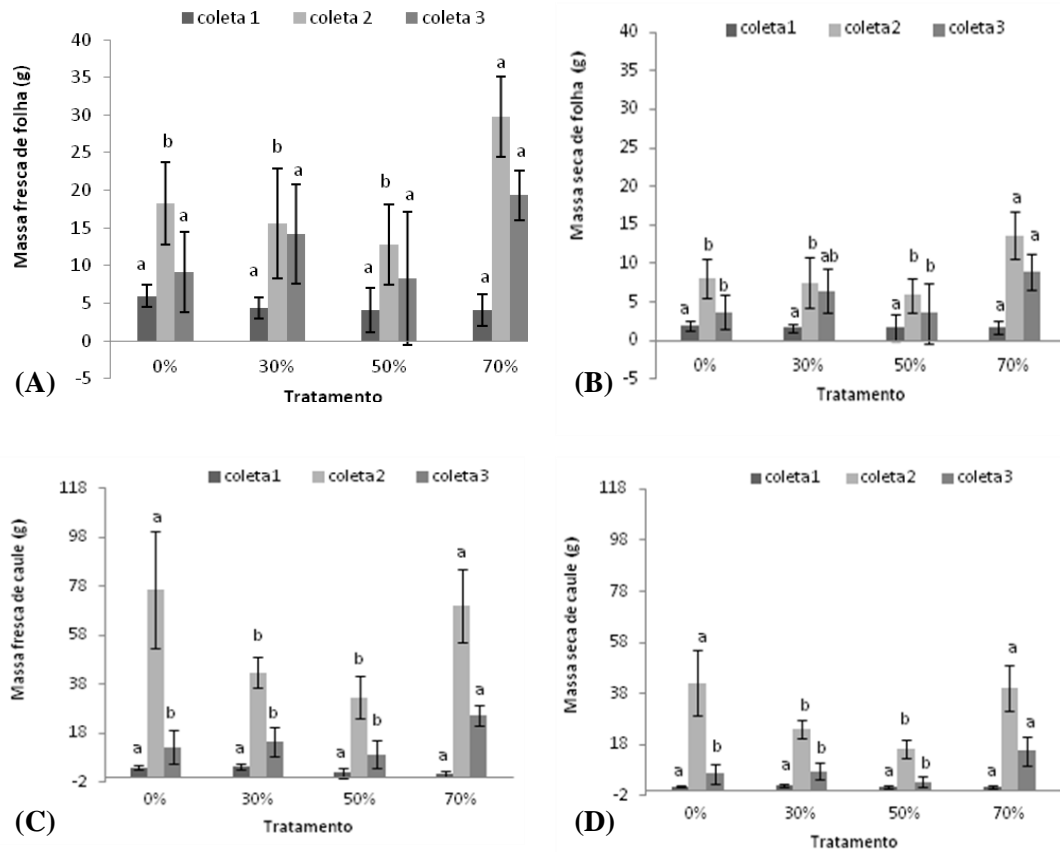 coleta 1 coleta 2 coleta 3
Massa fresca de folha (g)
40
35
30
25
20
15
10
5
0
-5
a b a
a b a
a b a
a a a
0% 30% 50% 70%
Tratamento
(A)
coleta1 coleta2 coleta3
Massa seca de folha (g)
40
35
30
25
20
15
10
5
0
-5
a b b
a b ab
a b b
a a a
0% 30% 50% 70%
Tratamento
(B)
coleta1 coleta2 coleta3
Massa fresca de caule (g)
118
98
78
58
38
18
-2
a a b
a b b
a b b
a a a
0% 30% 50% 70%
Tratamento
(C)
coleta1 coleta2 coleta3
Massa seca de caule (g)
118
98
78
58
38
18
-2
a a b
a b b
a b b
a a a
0% 30% 50% 70%
Tratamento
(D)